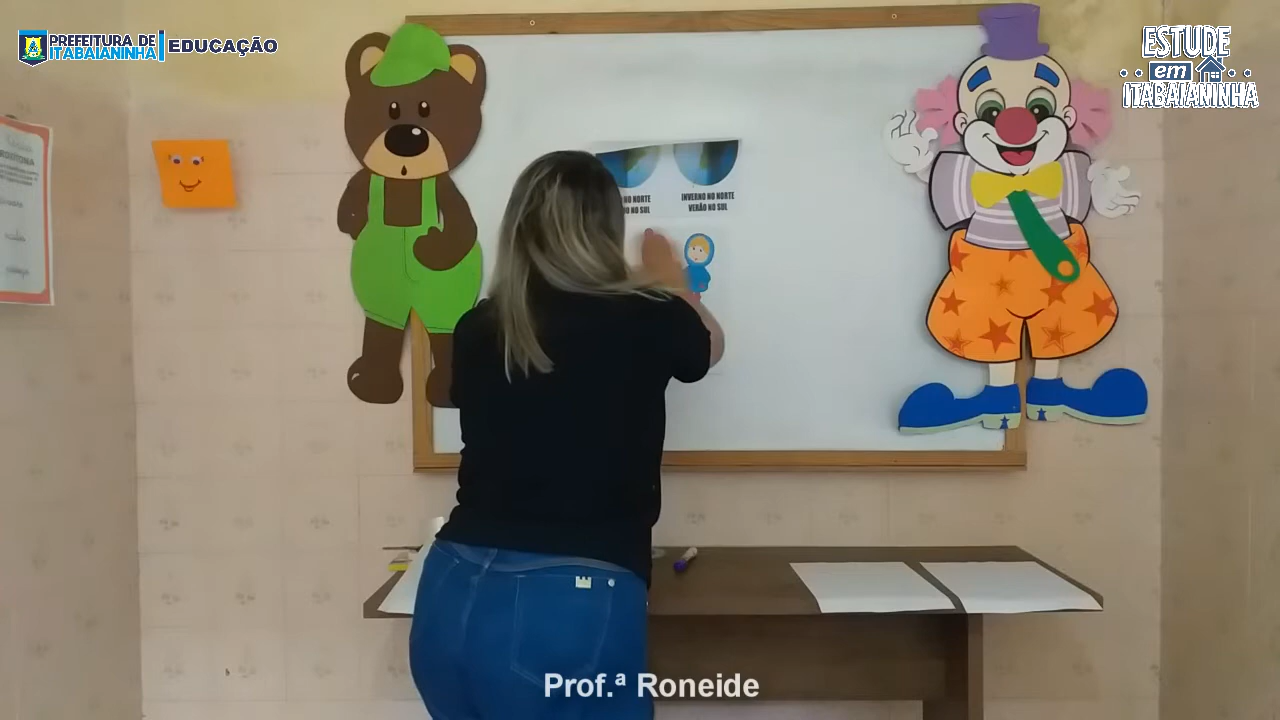 PREFEITURA DE
ITABAIANINHA
EDUCAÇÃO
ESTUDE
em
ITABAIANINHA
NO NORTE
NO SUL
INVERNO NO NORTE
VERÃO NO SUL
Prof.ª Roneide